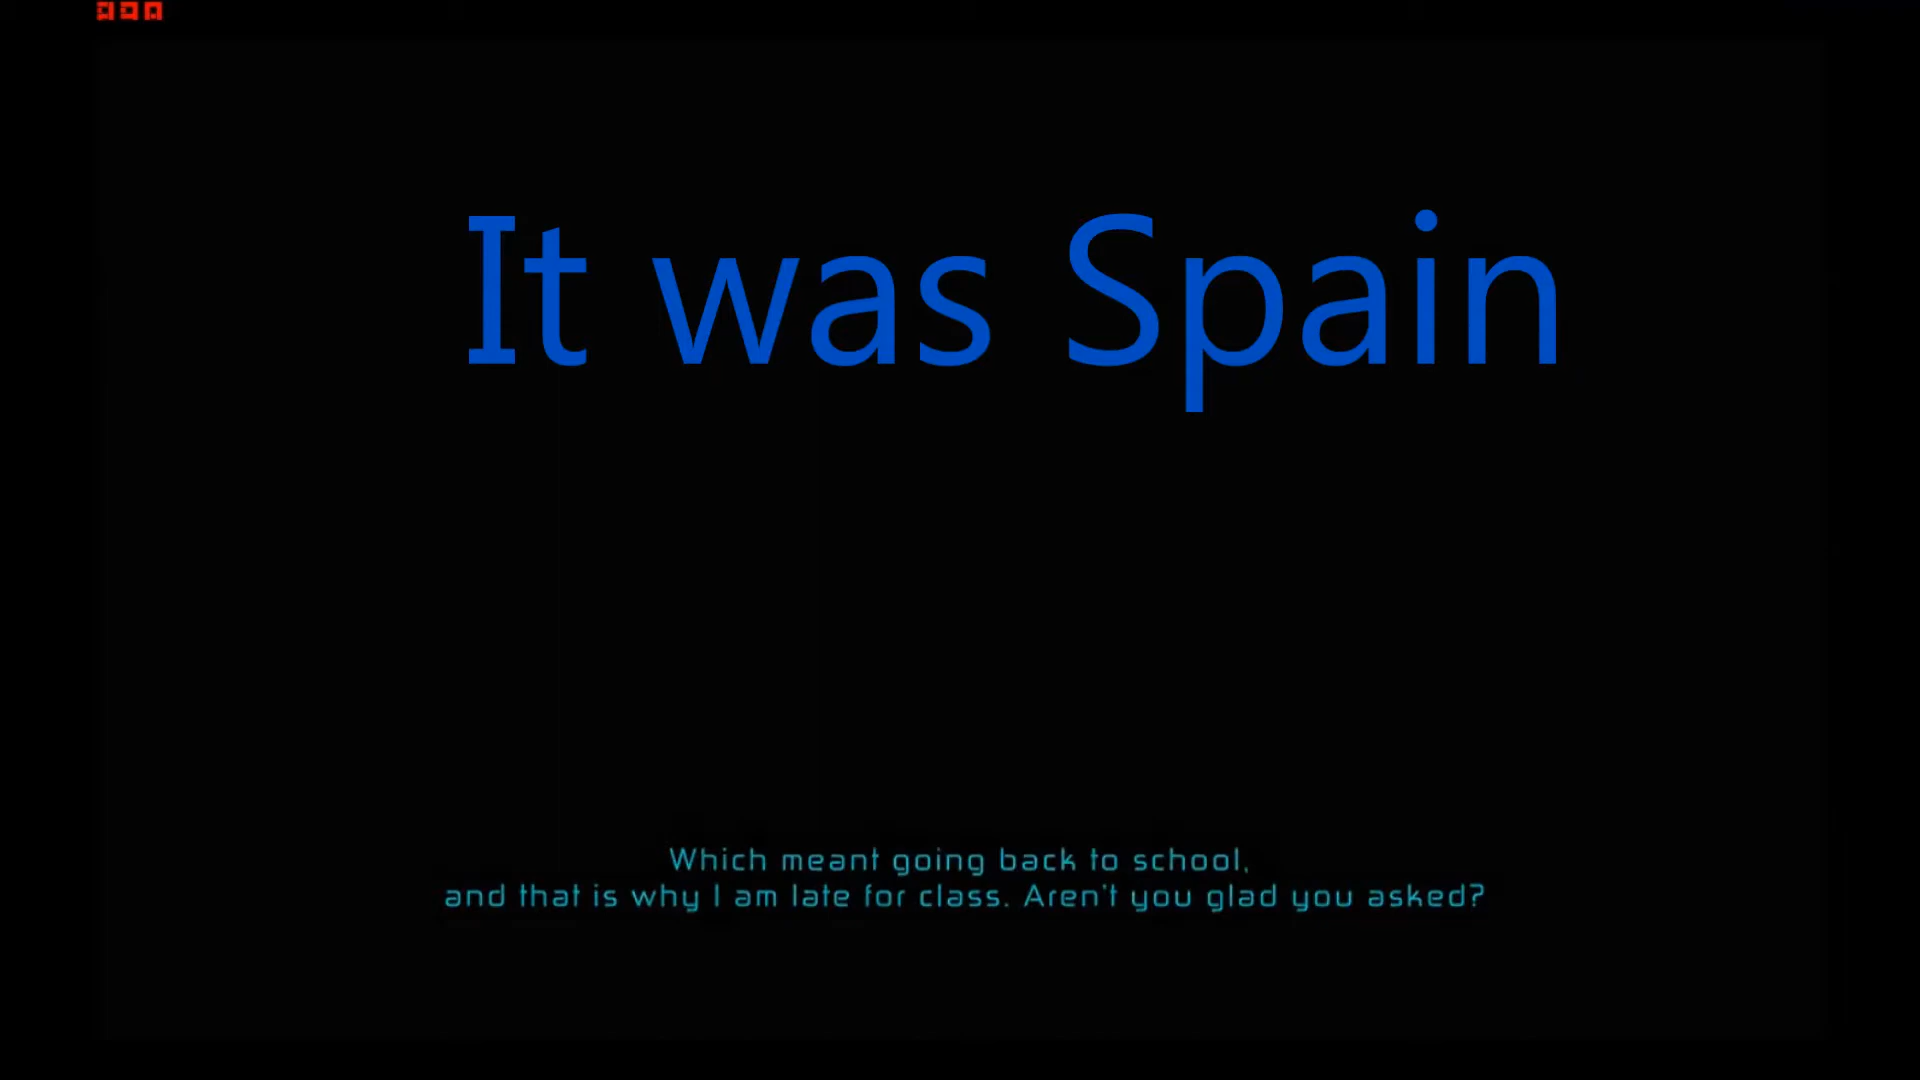 It was Spain
Which meant going back to school,
and that is why I am late for class. Aren't you glad you asked?